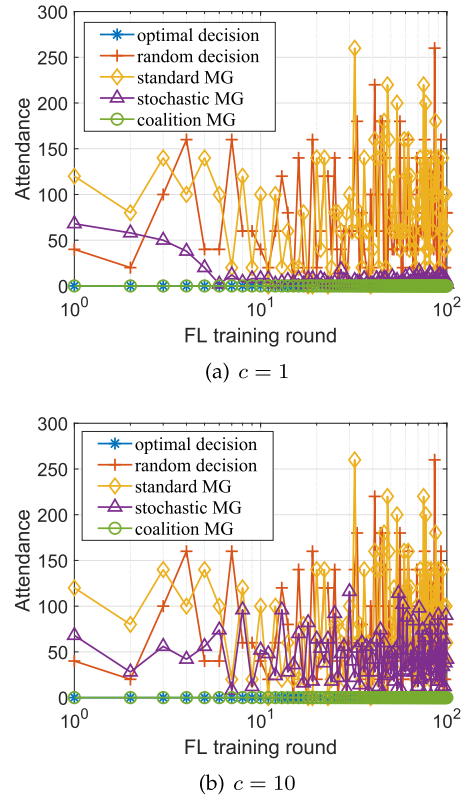 300
250
200
150
100
50
0
Attendance
optimal decision
random decision
standard MG
stochastic MG
coalition MG
10^0
10^1
10^2
FL training round
(a) c = 1
300
250
200
150
100
50
0
Attendance
optimal decision
random decision
standard MG
stochastic MG
coalition MG
10^0
10^1
10^2
FL training round
(b) c = 10